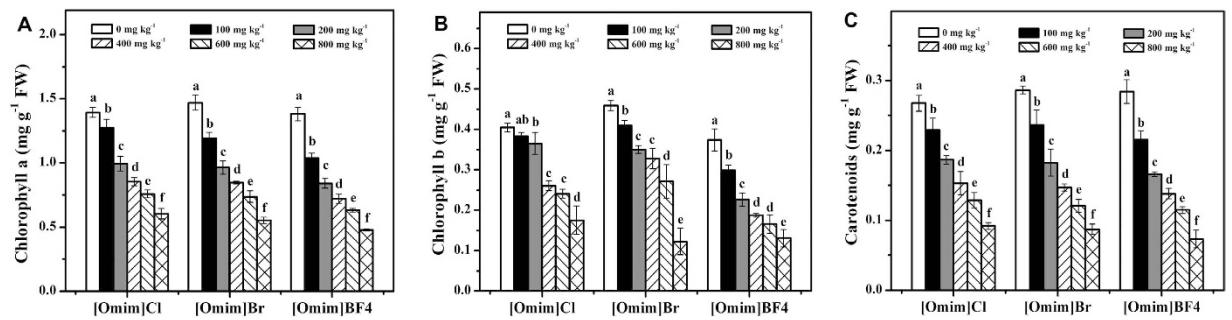 A
0 mg kg⁻¹ 100 mg kg⁻¹ 200 mg kg⁻¹
400 mg kg⁻¹ 600 mg kg⁻¹ 800 mg kg⁻¹
Chlorophyll a (mg g⁻¹ FW)
2.0
1.5
1.0
0.5
0.0
a b c d c f
a b c d e f
a b c d e f
[Omim]Cl [Omim]Br [Omim]BF4
B
0 mg kg⁻¹ 100 mg kg⁻¹ 200 mg kg⁻¹
400 mg kg⁻¹ 600 mg kg⁻¹ 800 mg kg⁻¹
Chlorophyll b (mg g⁻¹ FW)
0.6
0.5
0.4
0.3
0.2
0.1
0.0
a ab c c c d
a b c c d e
a b c d e e
[Omim]Cl [Omim]Br [Omim]BF4
C
0 mg kg⁻¹ 100 mg kg⁻¹ 200 mg kg⁻¹
400 mg kg⁻¹ 600 mg kg⁻¹ 800 mg kg⁻¹
Carotenoids (mg g⁻¹ FW)
0.3
0.2
0.1
0.0
a b c d e f
a b c d e f
a b c d e f
[Omim]Cl [Omim]Br [Omim]BF4